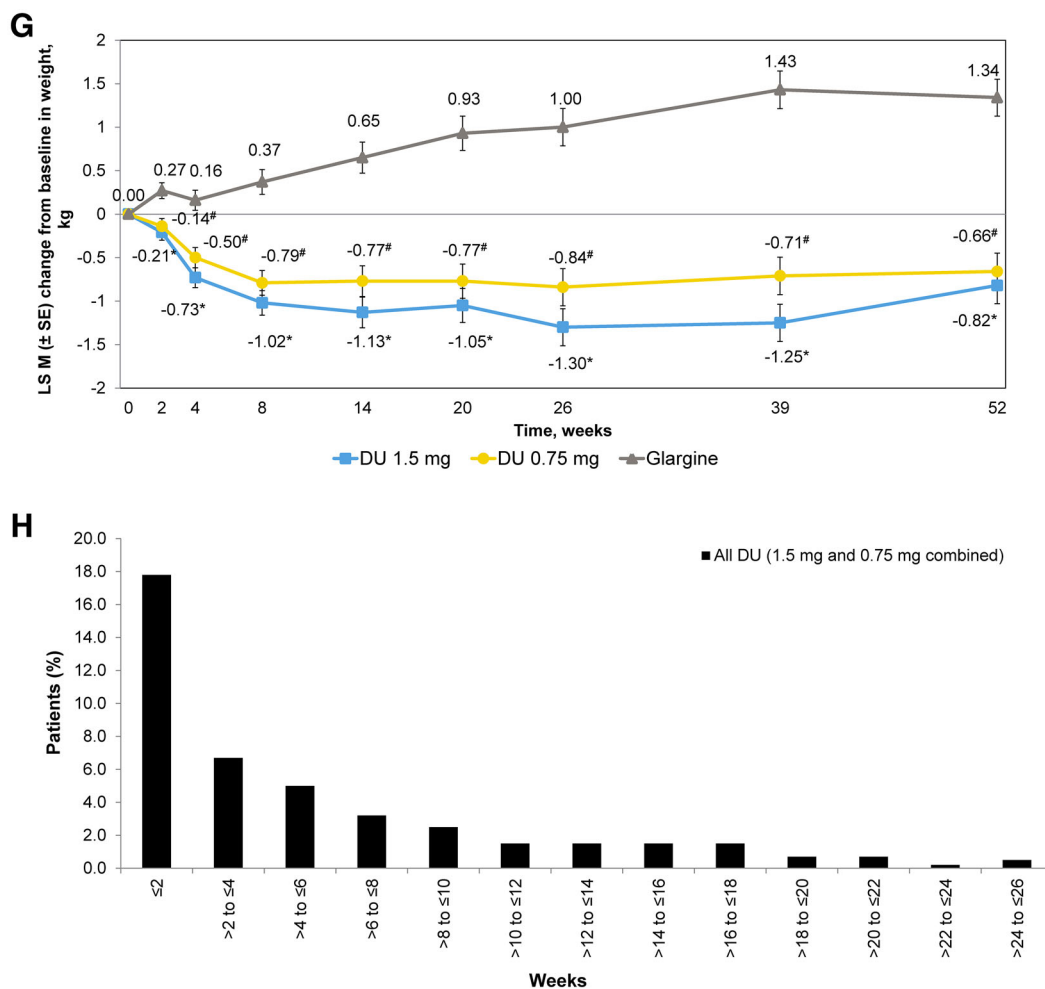 G
LS M (± SE) change from baseline in weight,
kg
2
1.5
1
0.5
0
-0.5
-1
-1.5
-2
0.00
0.27
0.16
0.37
0.65
0.93
1.00
1.43
1.34
-0.14#
-0.50#
-0.79#
-0.77#
-0.77#
-0.84#
-0.71#
-0.66#
-0.21*
-0.73*
-1.02*
-1.13*
-1.05*
-1.30*
-1.25*
-0.82*
0 2 4 8 14 20 26 39 52
Time, weeks
DU 1.5 mg DU 0.75 mg Glargine
H
All DU (1.5 mg and 0.75 mg combined)
Patients (%)
20.0
18.0
16.0
14.0
12.0
10.0
8.0
6.0
4.0
2.0
0.0
≤2
>2 to ≤4
>4 to ≤6
>6 to ≤8
>8 to ≤10
>10 to ≤12
>12 to ≤14
>14 to ≤16
>16 to ≤18
>18 to ≤20
>20 to ≤22
>22 to ≤24
>24 to ≤26
Weeks